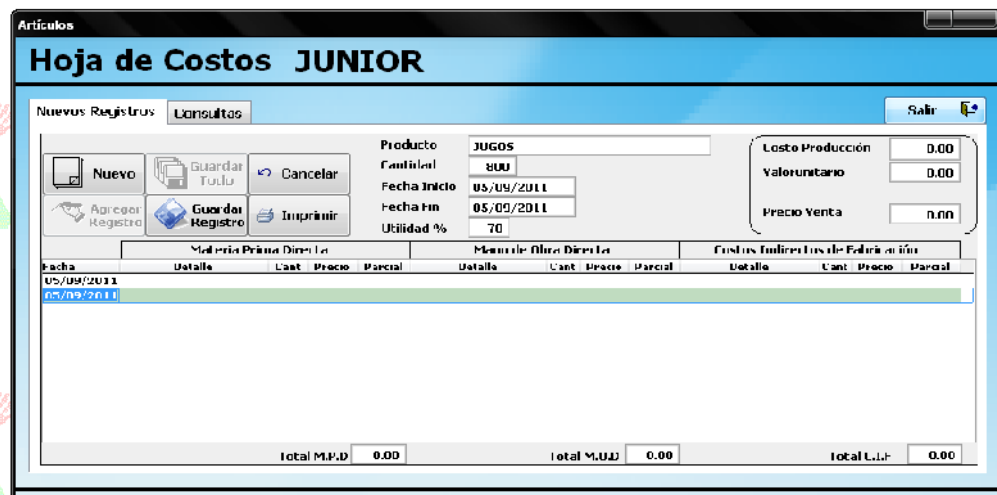 Artículos
Hoja de Costos JUNIOR
Nuevos Registros Consultas Salir
Producto JUGOS
Cantidad 800
Fecha Inicio 05/09/2011
Fecha Fin 05/09/2011
Utilidad % 70
Nuevo Guardar Todo Cancelar
Agregar Registro Guardar Registro Imprimir
Costo Producción 0.00
Valor unitario 0.00
Precio Venta 0.00
Materia Prima Directa Mano de Obra Directa Costos Indirectos de Fabricación
Fecha Detalle Cant Precio Parcial Detalle Cant Precio Parcial Detalle Cant Precio Parcial
05/09/2011
05/09/2011
Total M.P.D 0.00 Total M.O.D 0.00 Total C.I.F 0.00